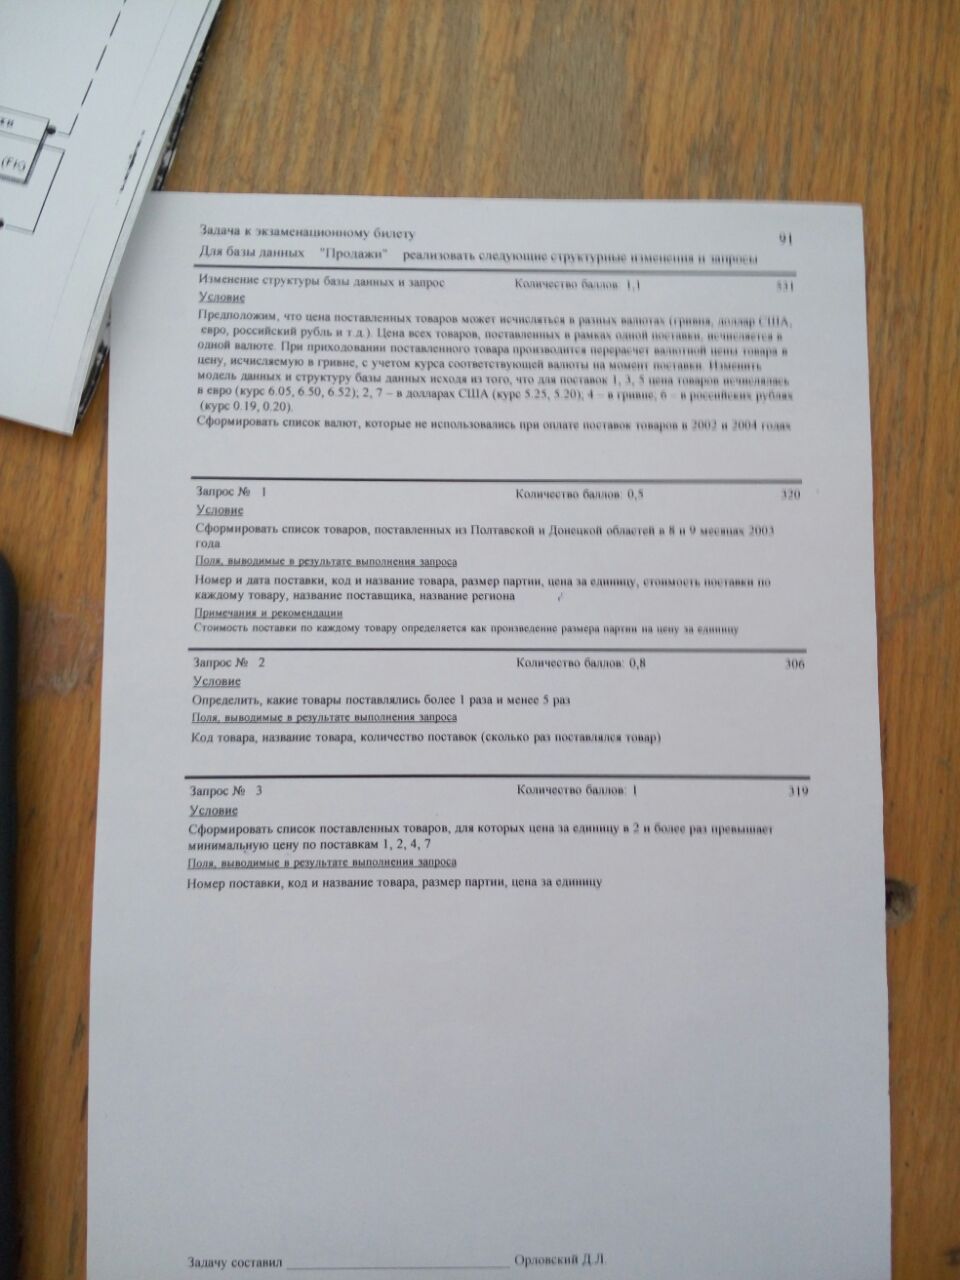 ки
(FK)
Задача к экзаменационному билету 91
Для базы данных "Продажи" реализовать следующие структурные изменения и запросы
Изменение структуры базы данных и запрос Количество баллов: 1,1 331
Условие
Предположим, что цена поставленных товаров может исчисляться в разных валютах (гривня, доллар США,
евро, российский рубль и т.д.). Цена всех товаров, поставленных в рамках одной поставки, исчисляется в
одной валюте. При приходовании поставленного товара производится перерасчет валютной цены товара в
цену, исчисляемую в гривне, с учетом курса соответствующей валюты на момент поставки. Изменить
модель данных и структуру базы данных исходя из того, что для поставок 1, 3, 5 цена товаров исчислялась
в евро (курс 6.05, 6.50, 6.52); 2, 7 – в долларах США (курс 5.25, 5.20); 4 – в гривне, 6 – в российских рублях
(курс 0.19, 0.20).
Сформировать список валют, которые не использовались при оплате поставок товаров в 2002 и 2004 годах
Запрос № 1 Количество баллов: 0,5 320
Условие
Сформировать список товаров, поставленных из Полтавской и Донецкой областей в 8 и 9 месяцах 2003
года
Поля, выводимые в результате выполнения запроса
Номер и дата поставки, код и название товара, размер партии, цена за единицу, стоимость поставки по
каждому товару, название поставщика, название региона
Примечания и рекомендации
Стоимость поставки по каждому товару определяется как произведение размера партии на цену за единицу
Запрос № 2 Количество баллов: 0,8 306
Условие
Определить, какие товары поставлялись более 1 раза и менее 5 раз
Поля, выводимые в результате выполнения запроса
Код товара, название товара, количество поставок (сколько раз поставлялся товар)
Запрос № 3 Количество баллов: 1 319
Условие
Сформировать список поставленных товаров, для которых цена за единицу в 2 и более раз превышает
минимальную цену по поставкам 1, 2, 4, 7
Поля, выводимые в результате выполнения запроса
Номер поставки, код и название товара, размер партии, цена за единицу
Задачу составил ____________ Орловский Д.Л.